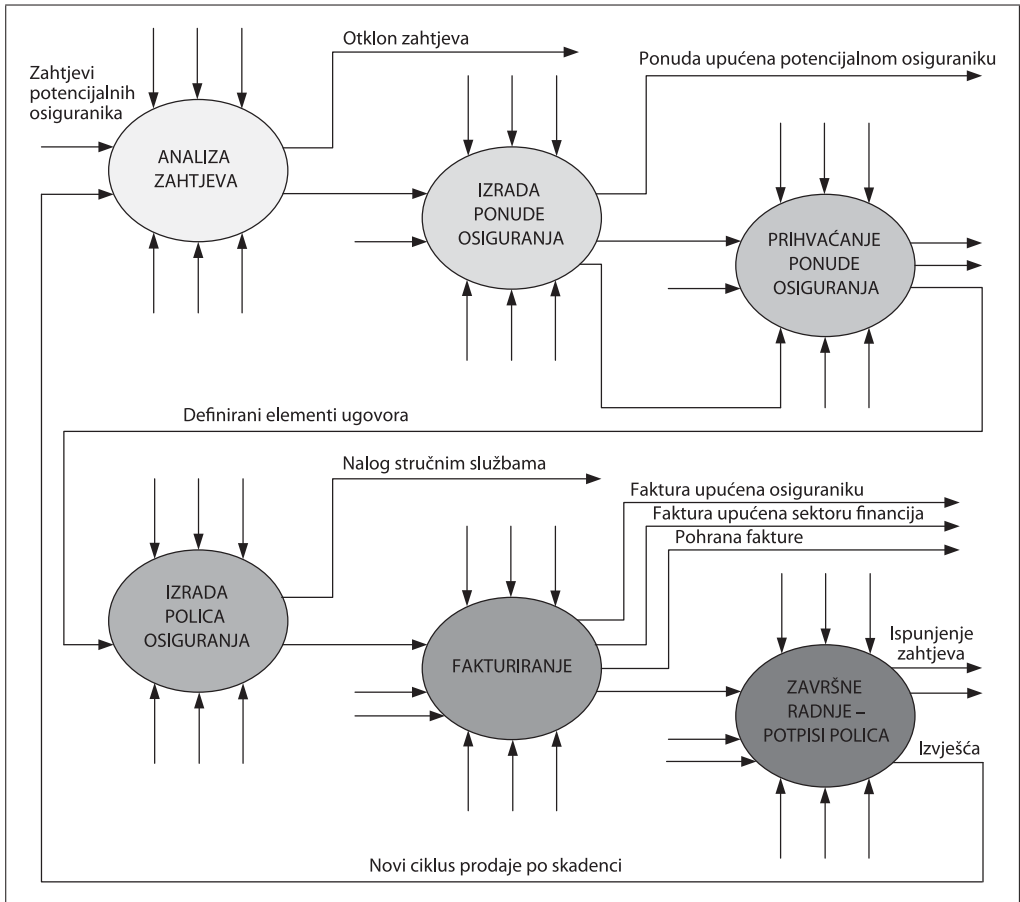 Otklon zahtjeva
Ponuda upućena potencijalnom osiguraniku
Zahtjevi
potencijalnih
osiguranika
ANALIZA
ZAHTJEVA
IZRADA
PONUDE
OSIGURANJA
PRIHVAĆANJE
PONUDE
OSIGURANJA
Definirani elementi ugovora
Nalog stručnim službama
Faktura upućena osiguraniku
Faktura upućena sektoru financija
Pohrana fakture
IZRADA
POLICA
OSIGURANJA
FAKTURIRANJE
Ispunjenje
zahtjeva
ZAVRŠNE
RADNJE –
POTPISI POLICA
Izvješća
Novi ciklus prodaje po skadenci